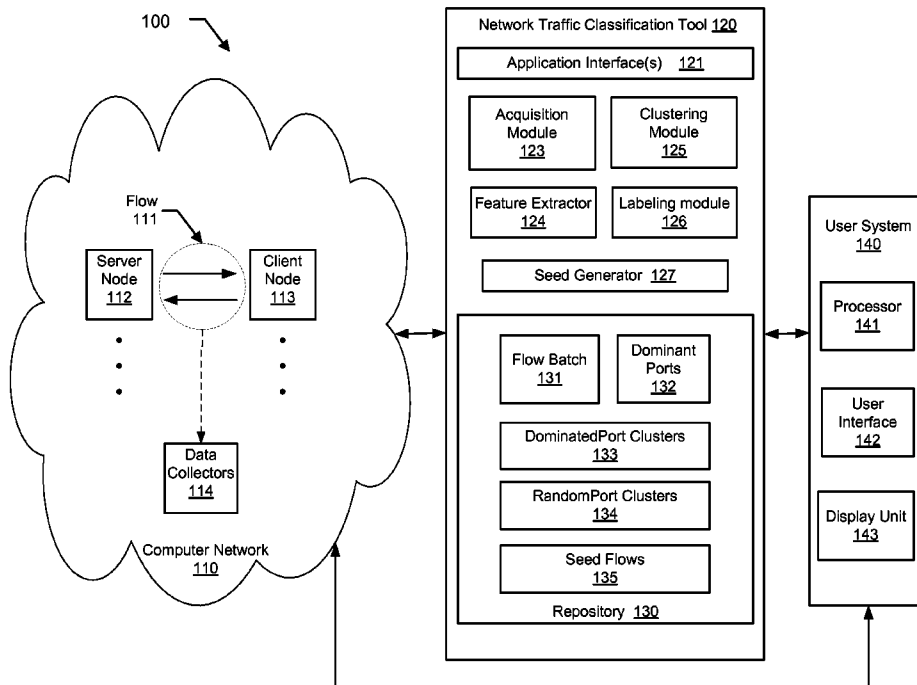 100
Flow
111
Server
Node
112
Client
Node
113
Data
Collectors
114
Computer Network
110
Network Traffic Classification Tool 120
Application Interface(s) 121
Acquisition
Module
123
Clustering
Module
125
Feature Extractor
124
Labeling module
126
Seed Generator 127
Flow Batch
131
Dominant
Ports
132
DominatedPort Clusters
133
RandomPort Clusters
134
Seed Flows
135
Repository 130
User System
140
Processor
141
User
Interface
142
Display Unit
143